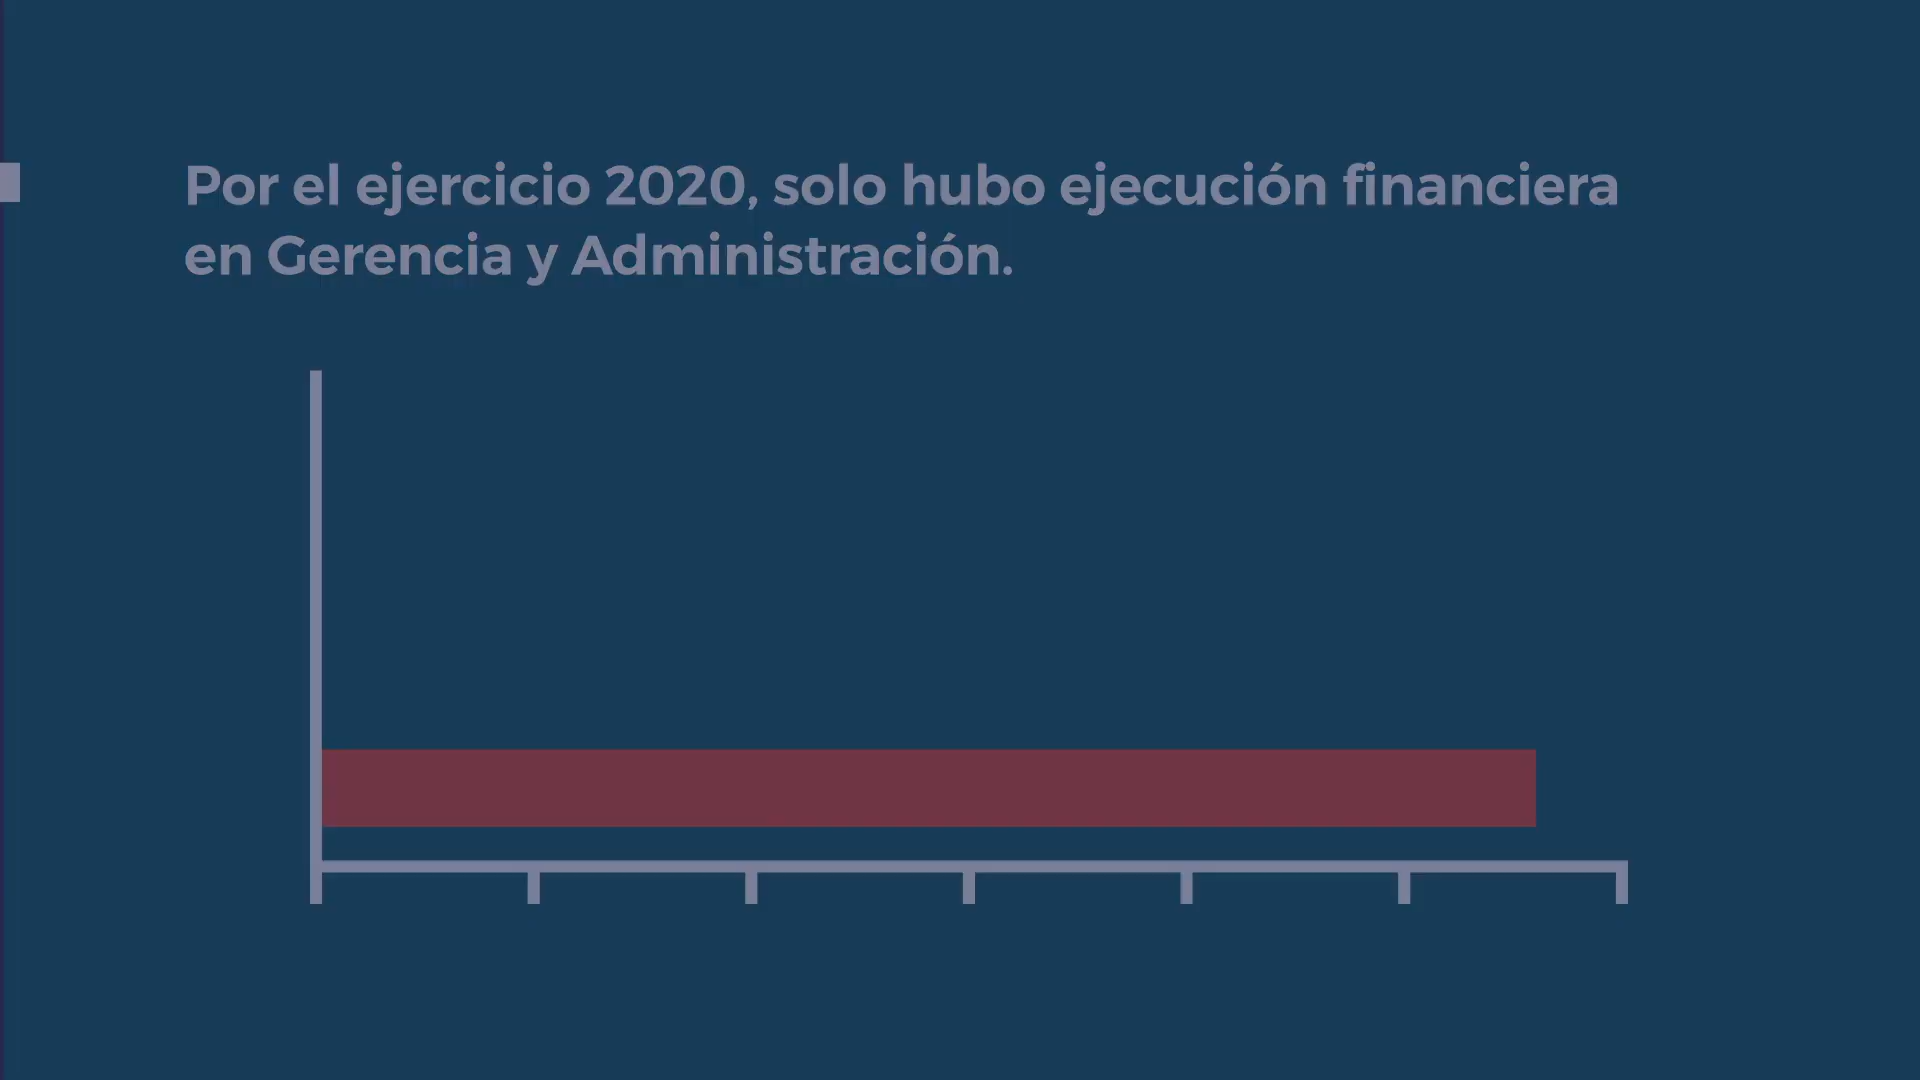 Por el ejercicio 2020, solo hubo ejecución financiera
en Gerencia y Administración.